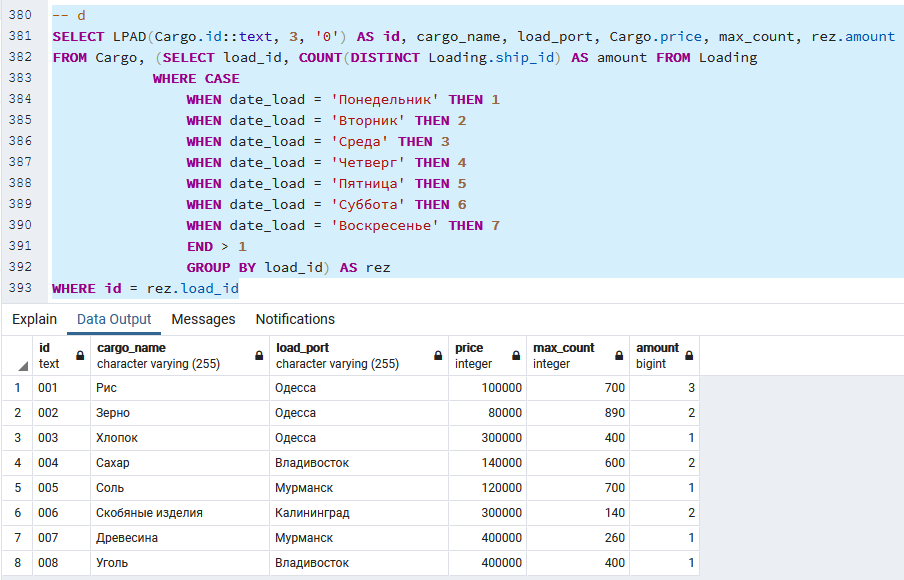 380 -- d
381 SELECT LPAD(Cargo.id::text, 3, '0') AS id, cargo_name, load_port, Cargo.price, max_count, rez.amount
382 FROM Cargo, (SELECT load_id, COUNT(DISTINCT Loading.ship_id) AS amount FROM Loading
383 WHERE CASE
384 WHEN date_load = 'Понедельник' THEN 1
385 WHEN date_load = 'Вторник' THEN 2
386 WHEN date_load = 'Среда' THEN 3
387 WHEN date_load = 'Четверг' THEN 4
388 WHEN date_load = 'Пятница' THEN 5
389 WHEN date_load = 'Суббота' THEN 6
390 WHEN date_load = 'Воскресенье' THEN 7
391 END > 1
392 GROUP BY load_id) AS rez
393 WHERE id = rez.load_id
Explain Data Output Messages Notifications
id cargo_name load_port price max_count amount
text character varying (255) character varying (255) integer integer bigint
1 001 Рис Одесса 100000 700 3
2 002 Зерно Одесса 80000 890 2
3 003 Хлопок Одесса 300000 400 1
4 004 Сахар Владивосток 140000 600 2
5 005 Соль Мурманск 120000 700 1
6 006 Скобяные изделия Калининград 300000 140 2
7 007 Древесина Мурманск 400000 260 1
8 008 Уголь Владивосток 400000 400 1